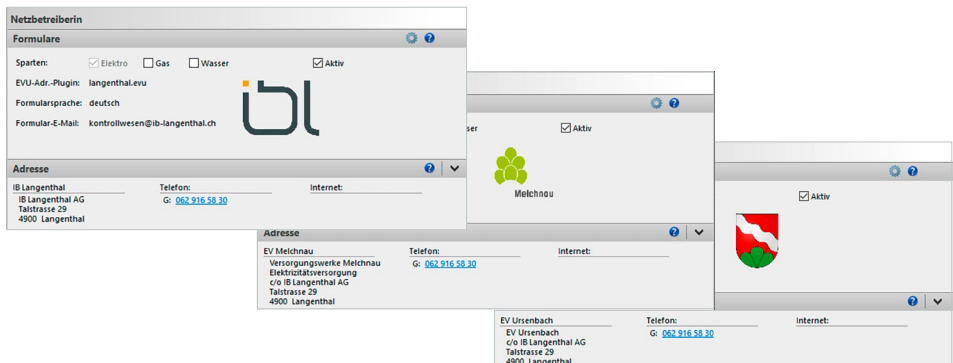 Netzbetreiberin
Formulare
Sparten: Elektro Gas Wasser Aktiv
EVU-Adr.-Plugin: langenthal.evu
Formularsprache: deutsch
Formular-E-Mail: kontrollwesen@ib-langenthal.ch
ibl
Adresse
IB Langenthal Telefon: Internet:
IB Langenthal AG G: 062 916 58 30
Talstrasse 29
4900 Langenthal
ser Aktiv
Melchnau
Adresse
EV Melchnau Telefon: Internet:
Versorgungswerke Melchnau G: 062 916 58 30
Elektrizitätsversorgung
c/o IB Langenthal AG
Talstrasse 29
4900 Langenthal
Aktiv
EV Ursenbach Telefon: Internet:
EV Ursenbach G: 062 916 58 30
c/o IB Langenthal AG
Talstrasse 29
4900 Langenthal